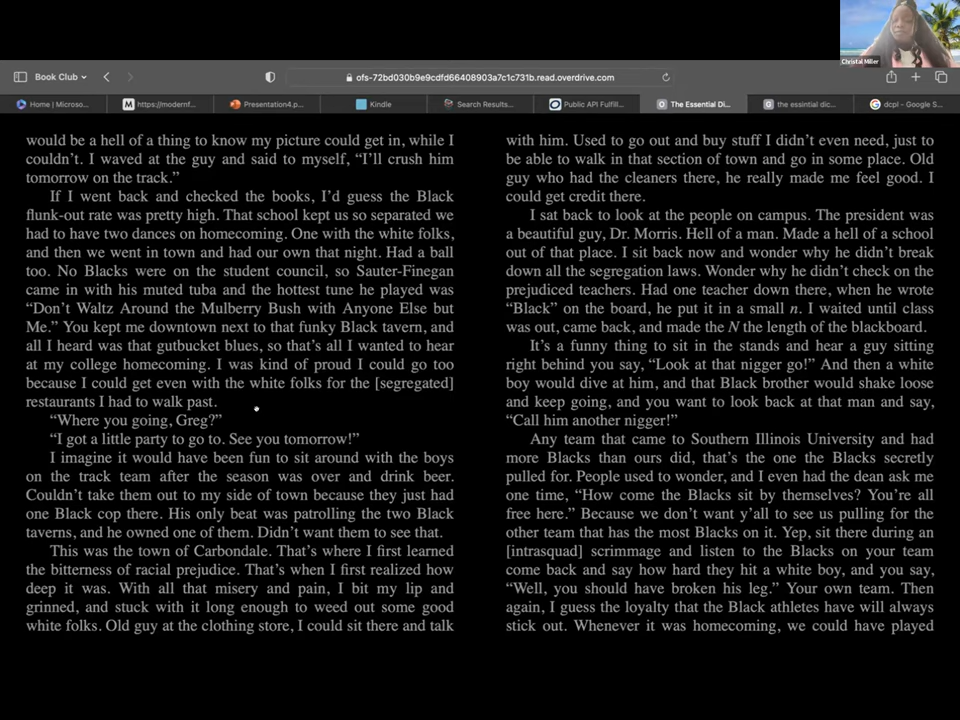 Christal Miller
Book Club
ofs-72bd030b9e9cdfd66408903a7c1c731b.read.overdrive.com
Home | Microso...
M https://modernf...
Presentation4.p...
Kindle
Search Results...
Public API Fulfill...
The Essential Di...
the essintial dic...
dcpl - Google S...
would be a hell of a thing to know my picture could get in, while I
couldn’t. I waved at the guy and said to myself, “I’ll crush him
tomorrow on the track.”
If I went back and checked the books, I’d guess the Black
flunk-out rate was pretty high. That school kept us so separated we
had to have two dances on homecoming. One with the white folks,
and then we went in town and had our own that night. Had a ball
too. No Blacks were on the student council, so Sauter-Finegan
came in with his muted tuba and the hottest tune he played was
“Don’t Waltz Around the Mulberry Bush with Anyone Else but
Me.” You kept me downtown next to that funky Black tavern, and
all I heard was that gutbucket blues, so that’s all I wanted to hear
at my college homecoming. I was kind of proud I could go too
because I could get even with the white folks for the [segregated]
restaurants I had to walk past.
“Where you going, Greg?”
“I got a little party to go to. See you tomorrow!”
I imagine it would have been fun to sit around with the boys
on the track team after the season was over and drink beer.
Couldn’t take them out to my side of town because they just had
one Black cop there. His only beat was patrolling the two Black
taverns, and he owned one of them. Didn’t want them to see that.
This was the town of Carbondale. That’s where I first learned
the bitterness of racial prejudice. That’s when I first realized how
deep it was. With all that misery and pain, I bit my lip and
grinned, and stuck with it long enough to weed out some good
white folks. Old guy at the clothing store, I could sit there and talk
with him. Used to go out and buy stuff I didn’t even need, just to
be able to walk in that section of town and go in some place. Old
guy who had the cleaners there, he really made me feel good. I
could get credit there.
I sat back to look at the people on campus. The president was
a beautiful guy, Dr. Morris. Hell of a man. Made a hell of a school
out of that place. I sit back now and wonder why he didn’t break
down all the segregation laws. Wonder why he didn’t check on the
prejudiced teachers. Had one teacher down there, when he wrote
“Black” on the board, he put it in a small n. I waited until class
was out, came back, and made the N the length of the blackboard.
It’s a funny thing to sit in the stands and hear a guy sitting
right behind you say, “Look at that nigger go!” And then a white
boy would dive at him, and that Black brother would shake loose
and keep going, and you want to look back at that man and say,
“Call him another nigger!”
Any team that came to Southern Illinois University and had
more Blacks than ours did, that’s the one the Blacks secretly
pulled for. People used to wonder, and I even had the dean ask me
one time, “How come the Blacks sit by themselves? You’re all
free here.” Because we don’t want y’all to see us pulling for the
other team that has the most Blacks on it. Yep, sit there during an
[intrasquad] scrimmage and listen to the Blacks on your team
come back and say how hard they hit a white boy, and you say,
“Well, you should have broken his leg.” Your own team. Then
again, I guess the loyalty that the Black athletes have will always
stick out. Whenever it was homecoming, we could have played